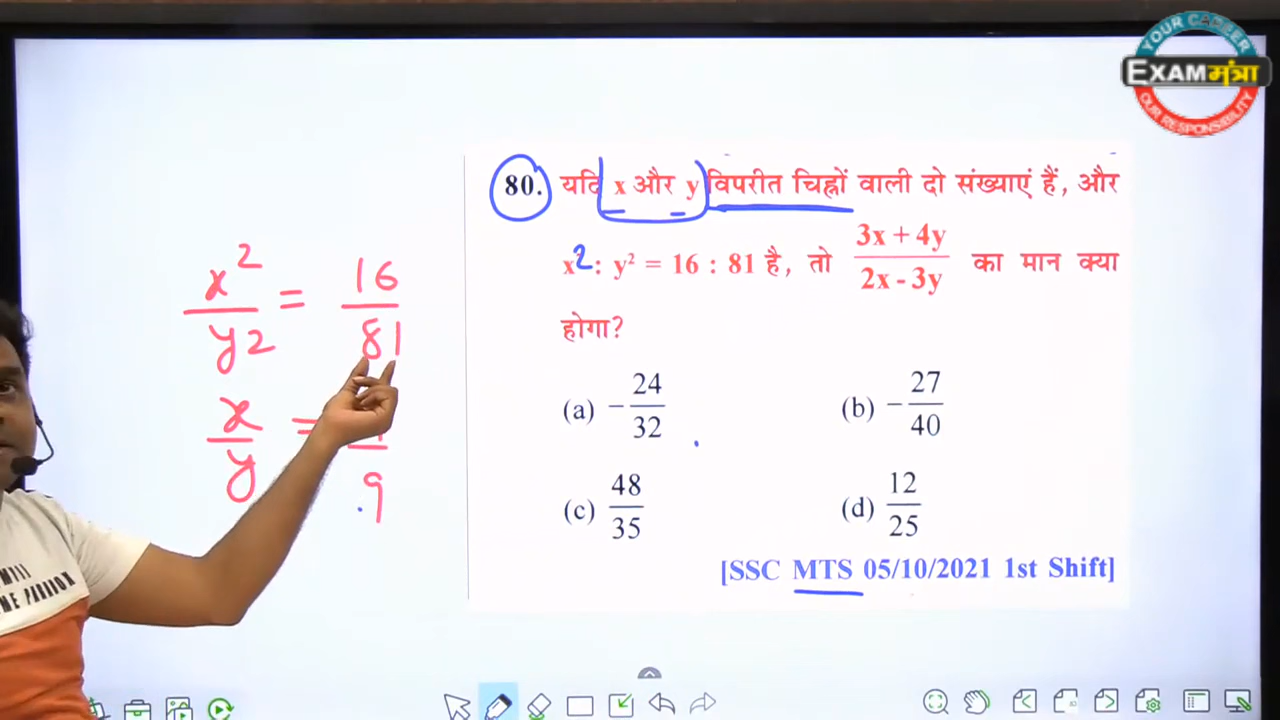 YOUR CAREER
EXAMमंत्रा
OUR RESPONSIBILITY
80. यदि x और y विपरीत चिह्नों वाली दो संख्याएं हैं, और
x2 : y² = 16 : 81 है, तो (3x + 4y)/(2x - 3y) का मान क्या
होगा?
(a) -24/32 (b) -27/40
(c) 48/35 (d) 12/25
[SSC MTS 05/10/2021 1st Shift]
x²/y2 = 16/81
x/y = /9